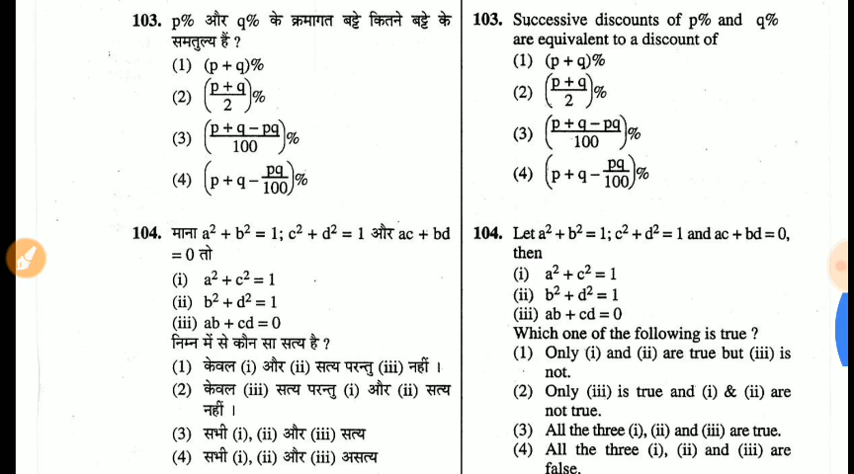 103. p% और q% के क्रमागत बट्टे कितने बट्टे के
समतुल्य हैं ?
(1) (p + q)%
(2) ((p + q)/2)%
(3) ((p + q – pq)/100)%
(4) (p + q – pq/100)%
104. माना a² + b² = 1; c² + d² = 1 और ac + bd
= 0 तो
(i) a² + c² = 1
(ii) b² + d² = 1
(iii) ab + cd = 0
निम्न में से कौन सा सत्य है ?
(1) केवल (i) और (ii) सत्य परन्तु (iii) नहीं ।
(2) केवल (iii) सत्य परन्तु (i) और (ii) सत्य
नहीं ।
(3) सभी (i), (ii) और (iii) सत्य
(4) सभी (i), (ii) और (iii) असत्य
103. Successive discounts of p% and q%
are equivalent to a discount of
(1) (p + q)%
(2) ((p + q)/2)%
(3) ((p + q – pq)/100)%
(4) (p + q – pq/100)%
104. Let a² + b² = 1; c² + d² = 1 and ac + bd = 0,
then
(i) a² + c² = 1
(ii) b² + d² = 1
(iii) ab + cd = 0
Which one of the following is true ?
(1) Only (i) and (ii) are true but (iii) is
not.
(2) Only (iii) is true and (i) & (ii) are
not true.
(3) All the three (i), (ii) and (iii) are true.
(4) All the three (i), (ii) and (iii) are
false.